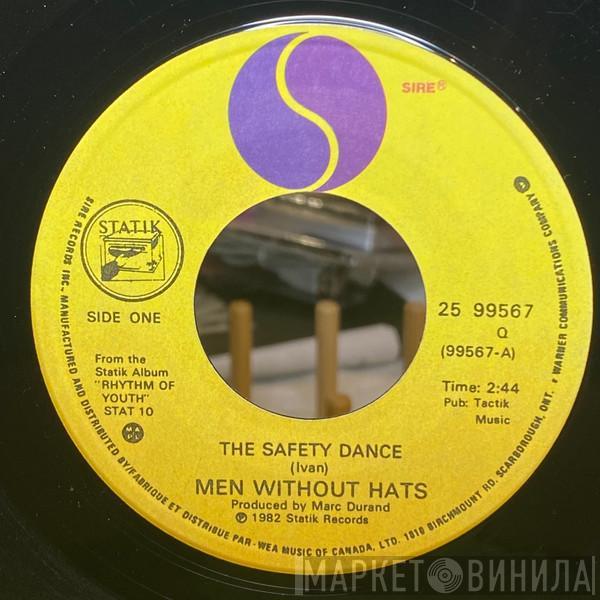 SIRE®
STATIK
SIDE ONE
From the
Statik Album
"RHYTHM OF
YOUTH"
STAT 10
MAPL
25 99567
Q
(99567-A)
Time: 2:44
Pub: Tactik
Music
THE SAFETY DANCE
(Ivan)
MEN WITHOUT HATS
Produced by Marc Durand
℗ 1982 Statik Records
SIRE RECORDS INC., MANUFACTURED AND DISTRIBUTED BY/FABRIQUE ET DISTRIBUE PAR -WEA MUSIC OF CANADA, LTD. 1810 BIRCHMOUNT RD. SCARBOROUGH, ONT. • WARNER COMMUNICATIONS COMPANY
МАРКЕТ ВИНИЛА